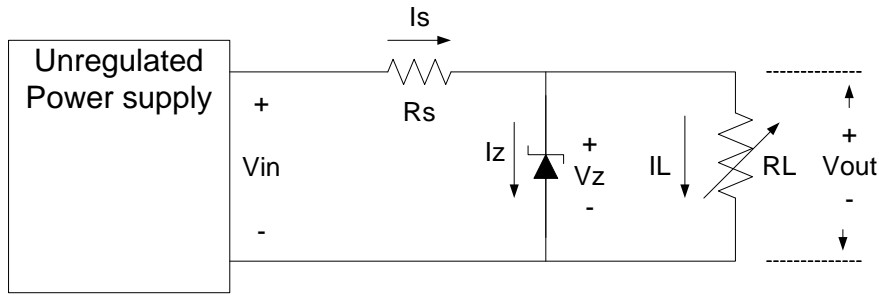 Is
Unregulated
Power supply
Rs
+
Vin
-
Iz
+
Vz
-
IL
RL
+
Vout
-